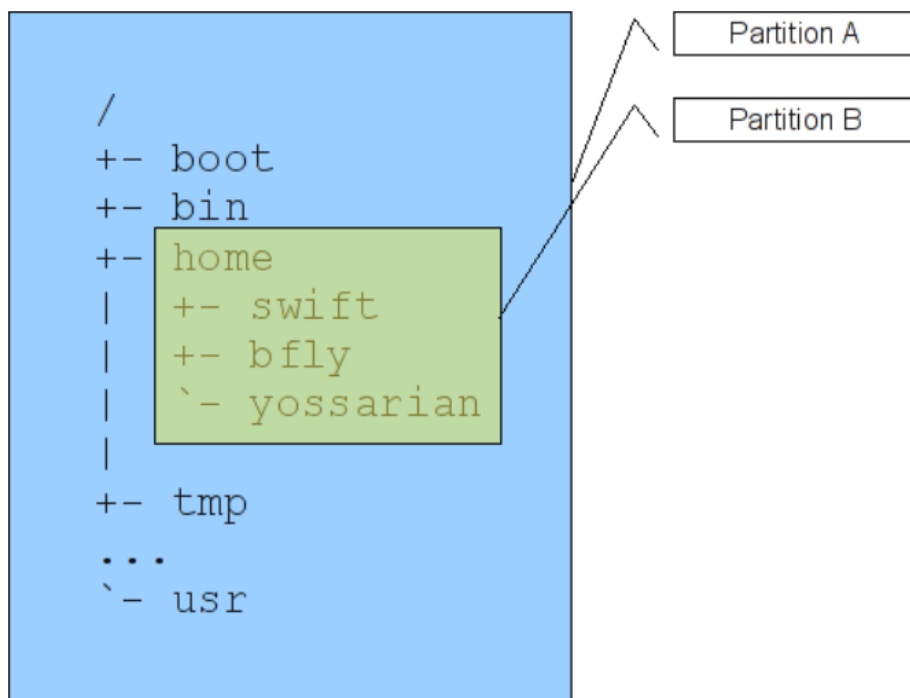 /
+- boot
+- bin
+- home
| +- swift
| +- bfly
| `- yossarian
|
+- tmp
...
`- usr
Partition A
Partition B